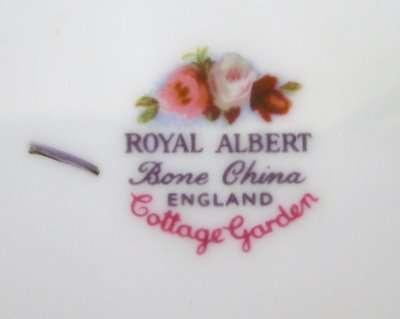 ROYAL ALBERT
Bone China
ENGLAND
Cottage Garden